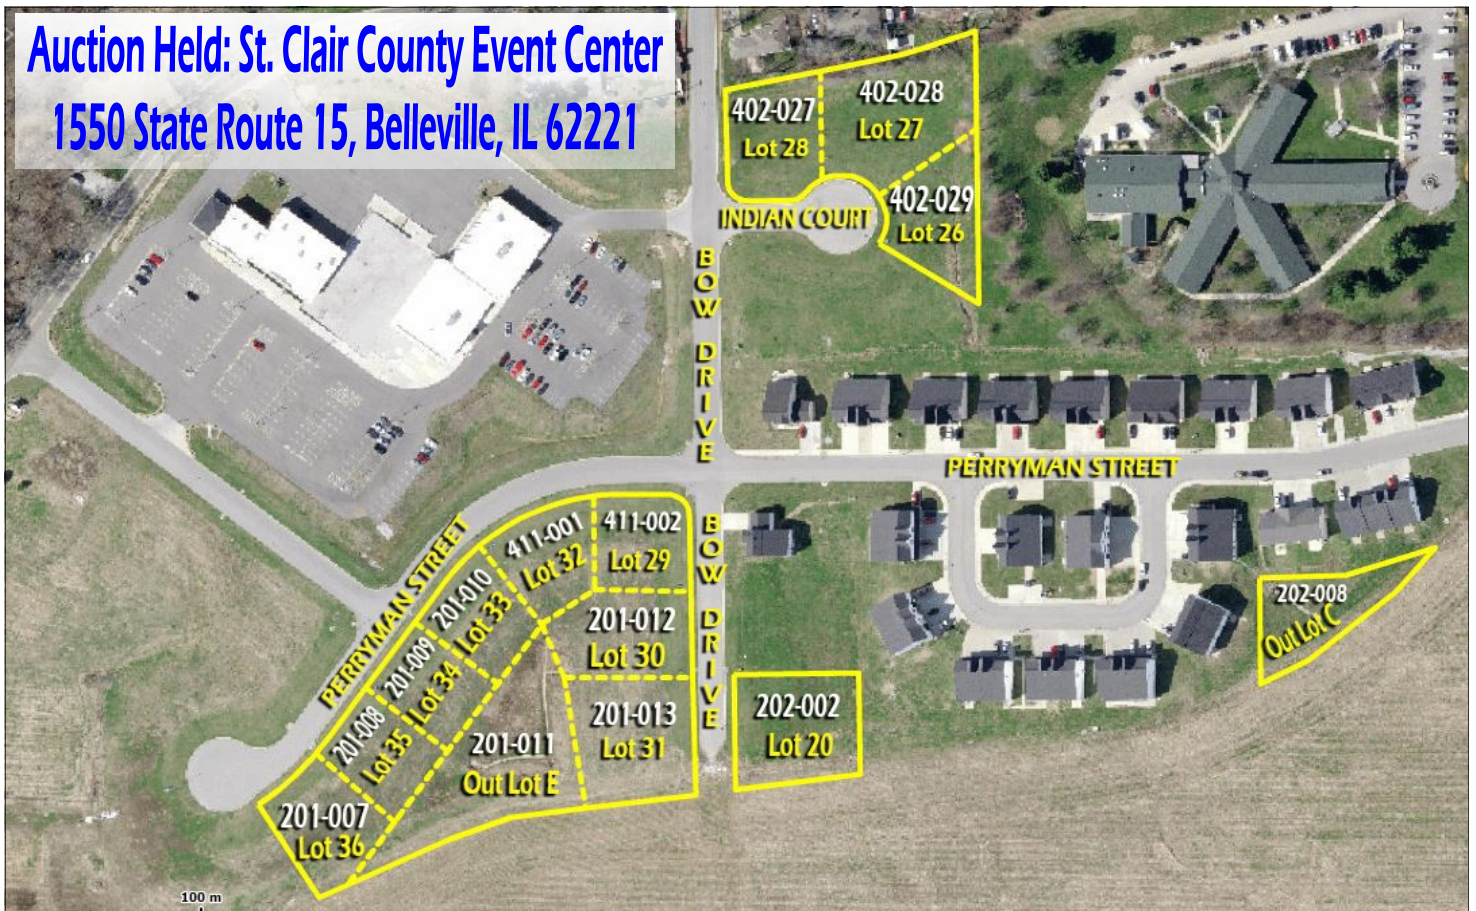 Auction Held: St. Clair County Event Center
1550 State Route 15, Belleville, IL 62221
402-027
Lot 28
402-028
Lot 27
402-029
Lot 26
INDIAN COURT
BOW DRIVE
PERRYMAN STREET
PERRYMAN STREET
BOW DRIVE
411-002
Lot 29
411-001
Lot 32
201-010
Lot 33
201-009
Lot 34
201-008
Lot 35
201-007
Lot 36
201-012
Lot 30
201-013
Lot 31
201-011
Out Lot E
202-002
Lot 20
202-008
Out Lot C
100 m